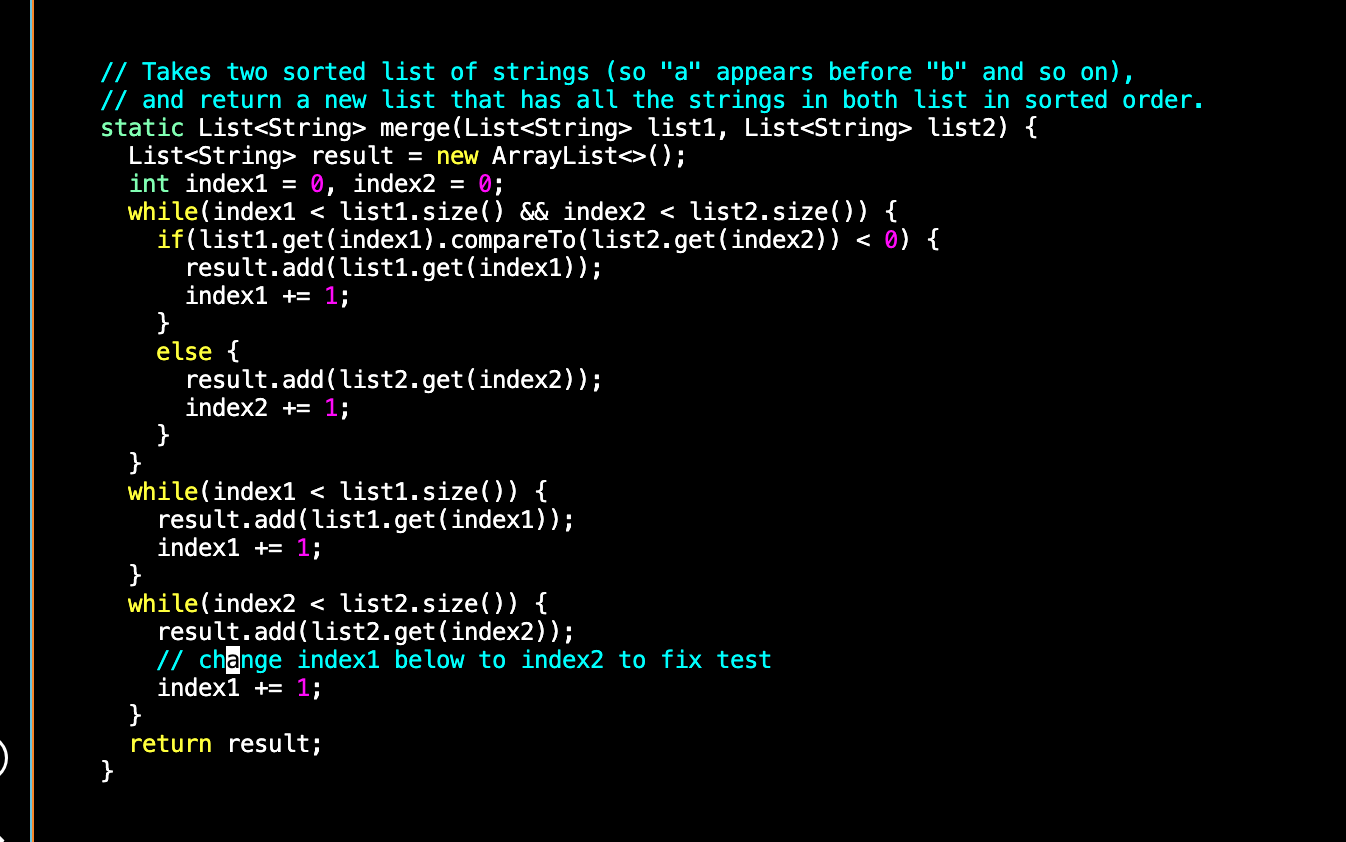 // Takes two sorted list of strings (so "a" appears before "b" and so on),
// and return a new list that has all the strings in both list in sorted order.
static List<String> merge(List<String> list1, List<String> list2) {
  List<String> result = new ArrayList<>();
  int index1 = 0, index2 = 0;
  while(index1 < list1.size() && index2 < list2.size()) {
    if(list1.get(index1).compareTo(list2.get(index2)) < 0) {
      result.add(list1.get(index1));
      index1 += 1;
    }
    else {
      result.add(list2.get(index2));
      index2 += 1;
    }
  }
  while(index1 < list1.size()) {
    result.add(list1.get(index1));
    index1 += 1;
  }
  while(index2 < list2.size()) {
    result.add(list2.get(index2));
    // change index1 below to index2 to fix test
    index1 += 1;
  }
  return result;
}